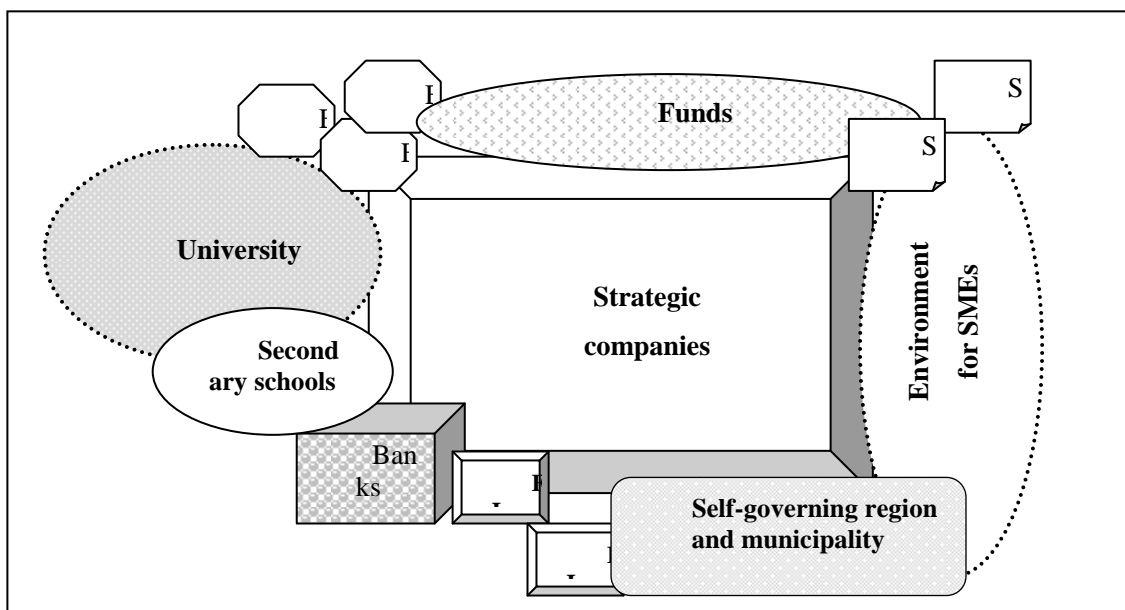 Funds
S
S
University
Strategic
companies
Environment
for SMEs
Second
ary schools
Ban
ks
Self-governing region
and municipality